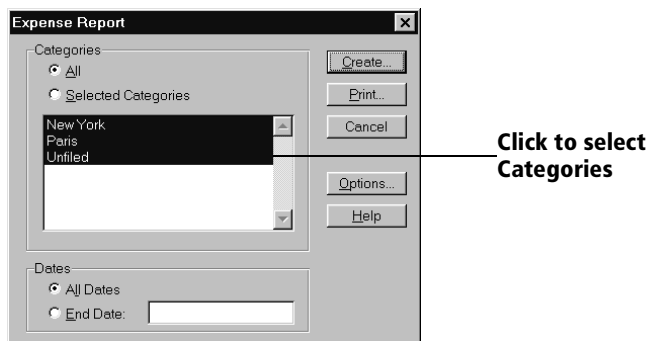 Expense Report
Categories
All
Selected Categories
New York
Paris
Unfiled
Create...
Print...
Cancel
Options...
Help
Click to select
Categories
Dates
All Dates
End Date: